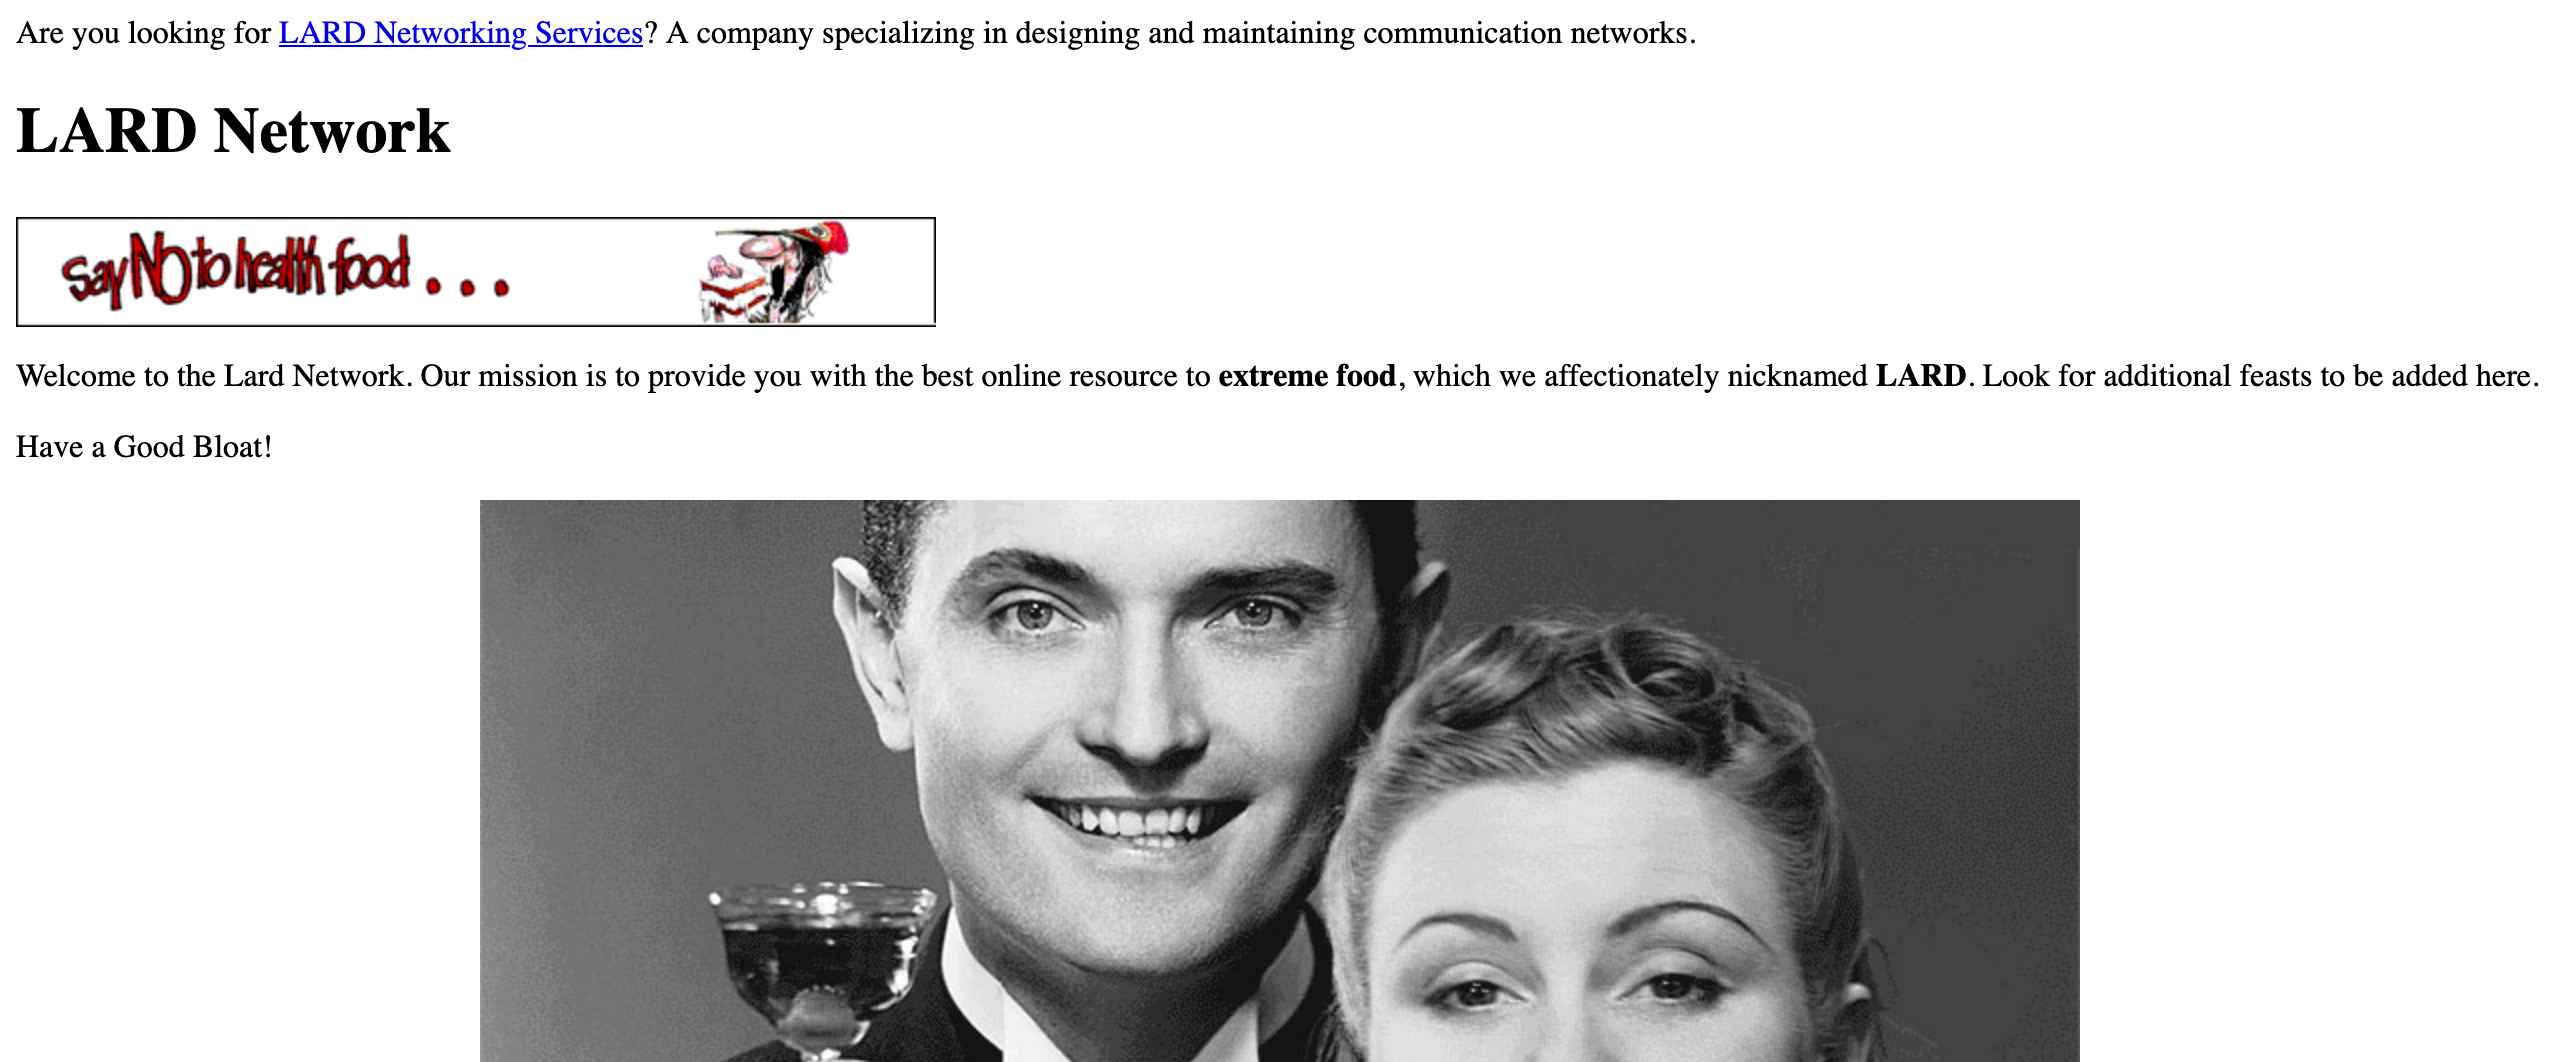 Are you looking for LARD Networking Services? A company specializing in designing and maintaining communication networks.
LARD Network
say NO to health food . . .
Welcome to the Lard Network. Our mission is to provide you with the best online resource to extreme food, which we affectionately nicknamed LARD. Look for additional feasts to be added here.
Have a Good Bloat!